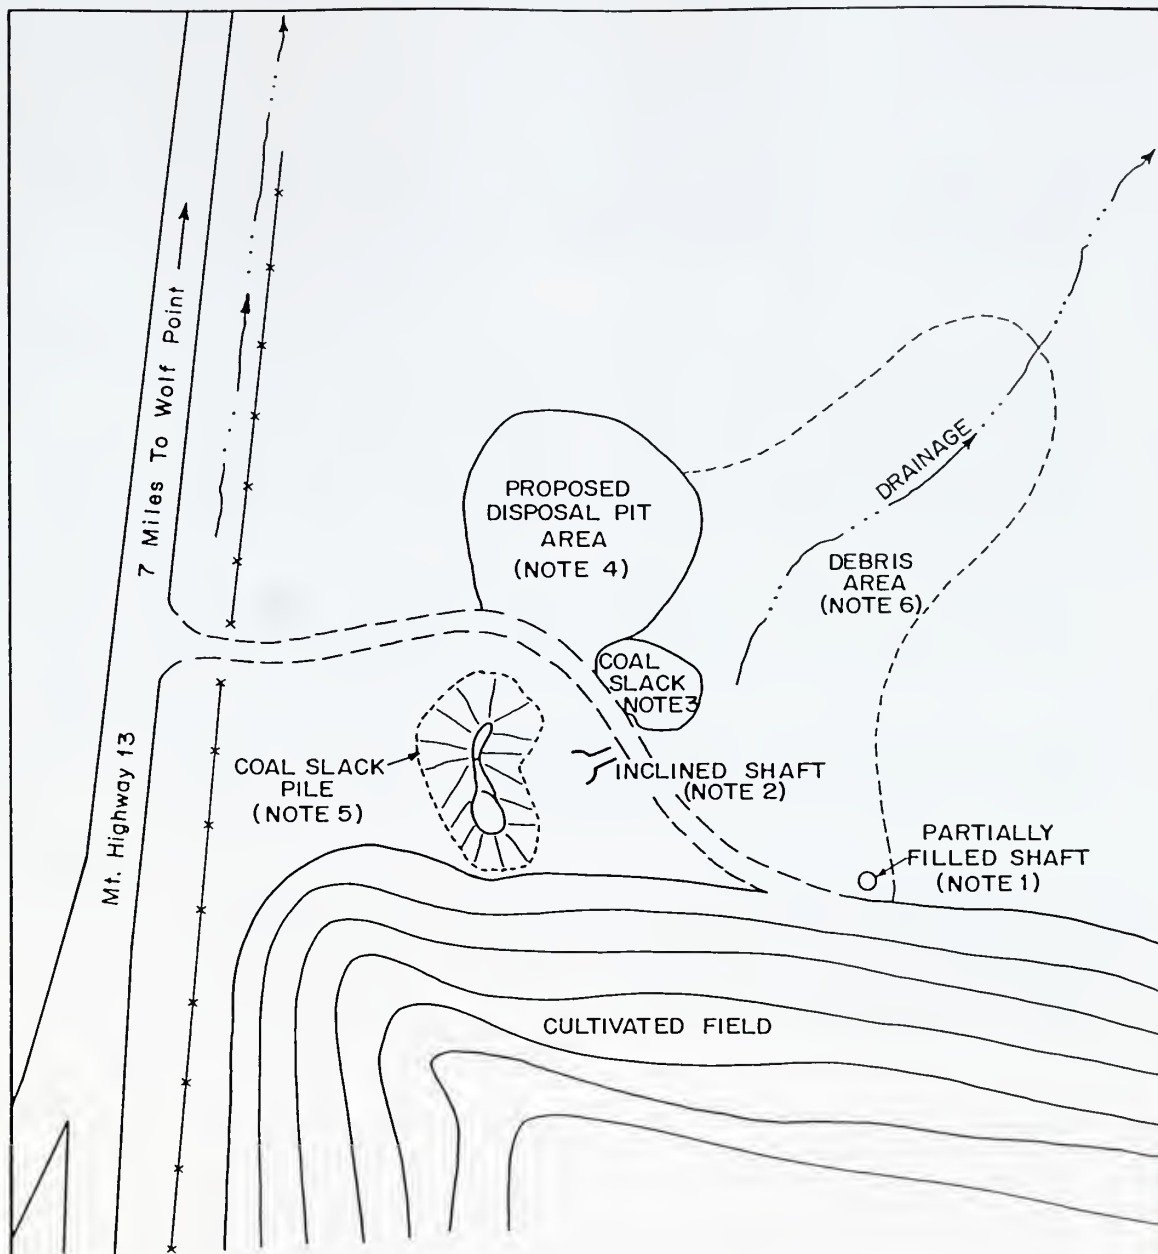 7 Miles To Wolf Point
Mt. Highway 13
PROPOSED
DISPOSAL PIT
AREA
(NOTE 4)
DRAINAGE
DEBRIS
AREA
(NOTE 6)
COAL
SLACK
NOTE3
COAL SLACK
PILE
(NOTE 5)
INCLINED SHAFT
(NOTE 2)
PARTIALLY
FILLED SHAFT
(NOTE 1)
CULTIVATED FIELD